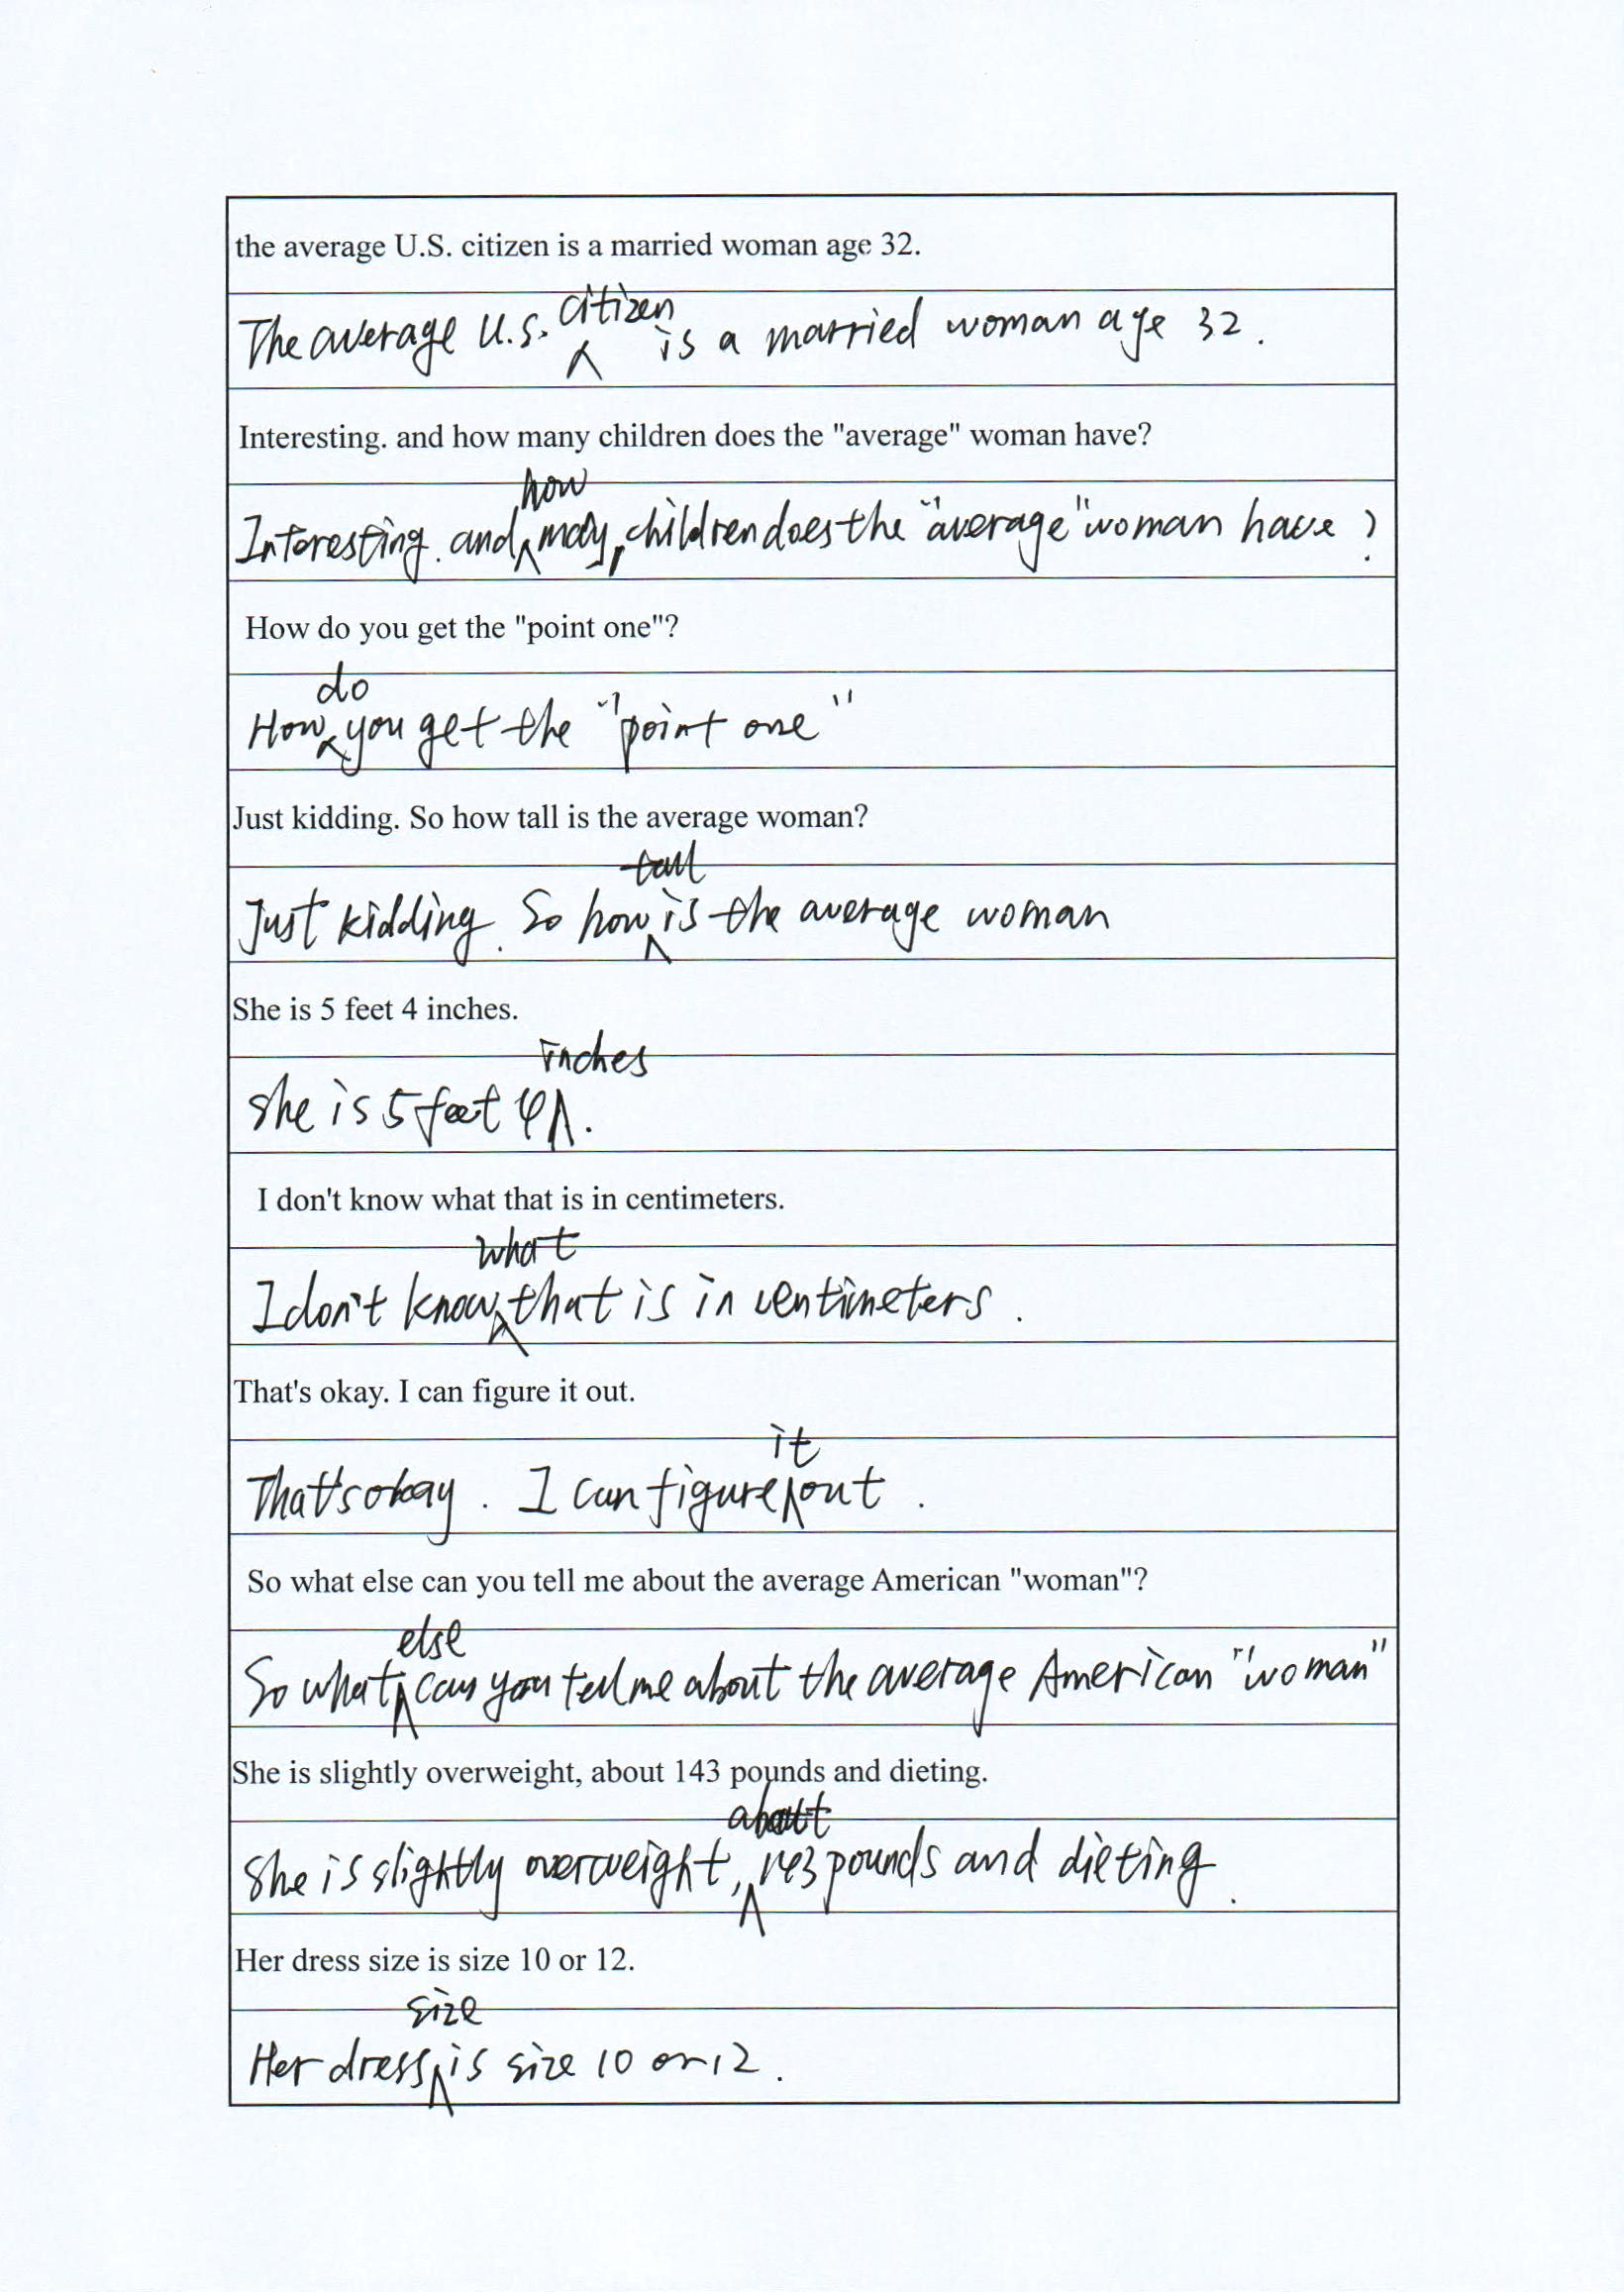 the average U.S. citizen is a married woman age 32.
The average U.S. citizen is a married woman age 32.
Interesting. and how many children does the "average" woman have?
Interesting. and how many children does the "average" woman have?
How do you get the "point one"?
How do you get the "point one"
Just kidding. So how tall is the average woman?
Just kidding. So how tall is the average woman
She is 5 feet 4 inches.
She is 5 feet 4 inches.
I don't know what that is in centimeters.
I don't know what that is in centimeters.
That's okay. I can figure it out.
That's okay. I can figure it out.
So what else can you tell me about the average American "woman"?
So what else can you tell me about the average American "woman"
She is slightly overweight, about 143 pounds and dieting.
She is slightly overweight, about 143 pounds and dieting.
Her dress size is size 10 or 12.
Her dress size is size 10 or 12.